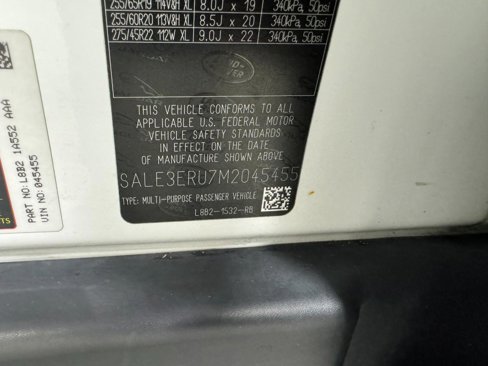 255/65R19 114V&H XL 8.0J x 19 340kPa, 50psi
255/60R20 113V&H XL 8.5J x 20 340kPa, 50psi
275/45R22 112W XL 9.0J x 22 340kPa, 50psi
LAND-
ROVER
THIS VEHICLE CONFORMS TO ALL
APPLICABLE U.S. FEDERAL MOTOR
VEHICLE SAFETY STANDARDS
IN EFFECT ON THE DATE
OF MANUFACTURE SHOWN ABOVE
SALE3ERU7M2045455
TYPE: MULTI-PURPOSE PASSENGER VEHICLE
L8B2-1532-RB
PART NO: L8B2 1A552 AAA
VIN NO: 045455
TS